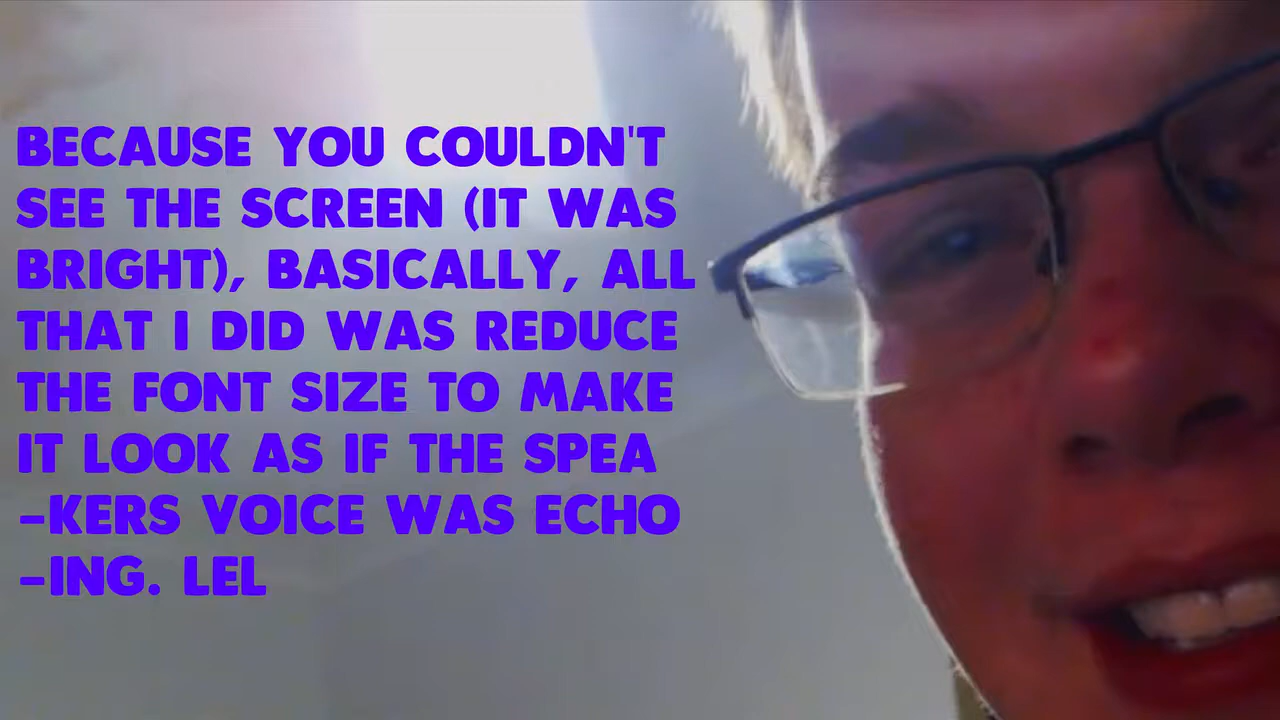 BECAUSE YOU COULDN'T
SEE THE SCREEN (IT WAS
BRIGHT), BASICALLY, ALL
THAT I DID WAS REDUCE
THE FONT SIZE TO MAKE
IT LOOK AS IF THE SPEA
-KERS VOICE WAS ECHO
-ING. LEL